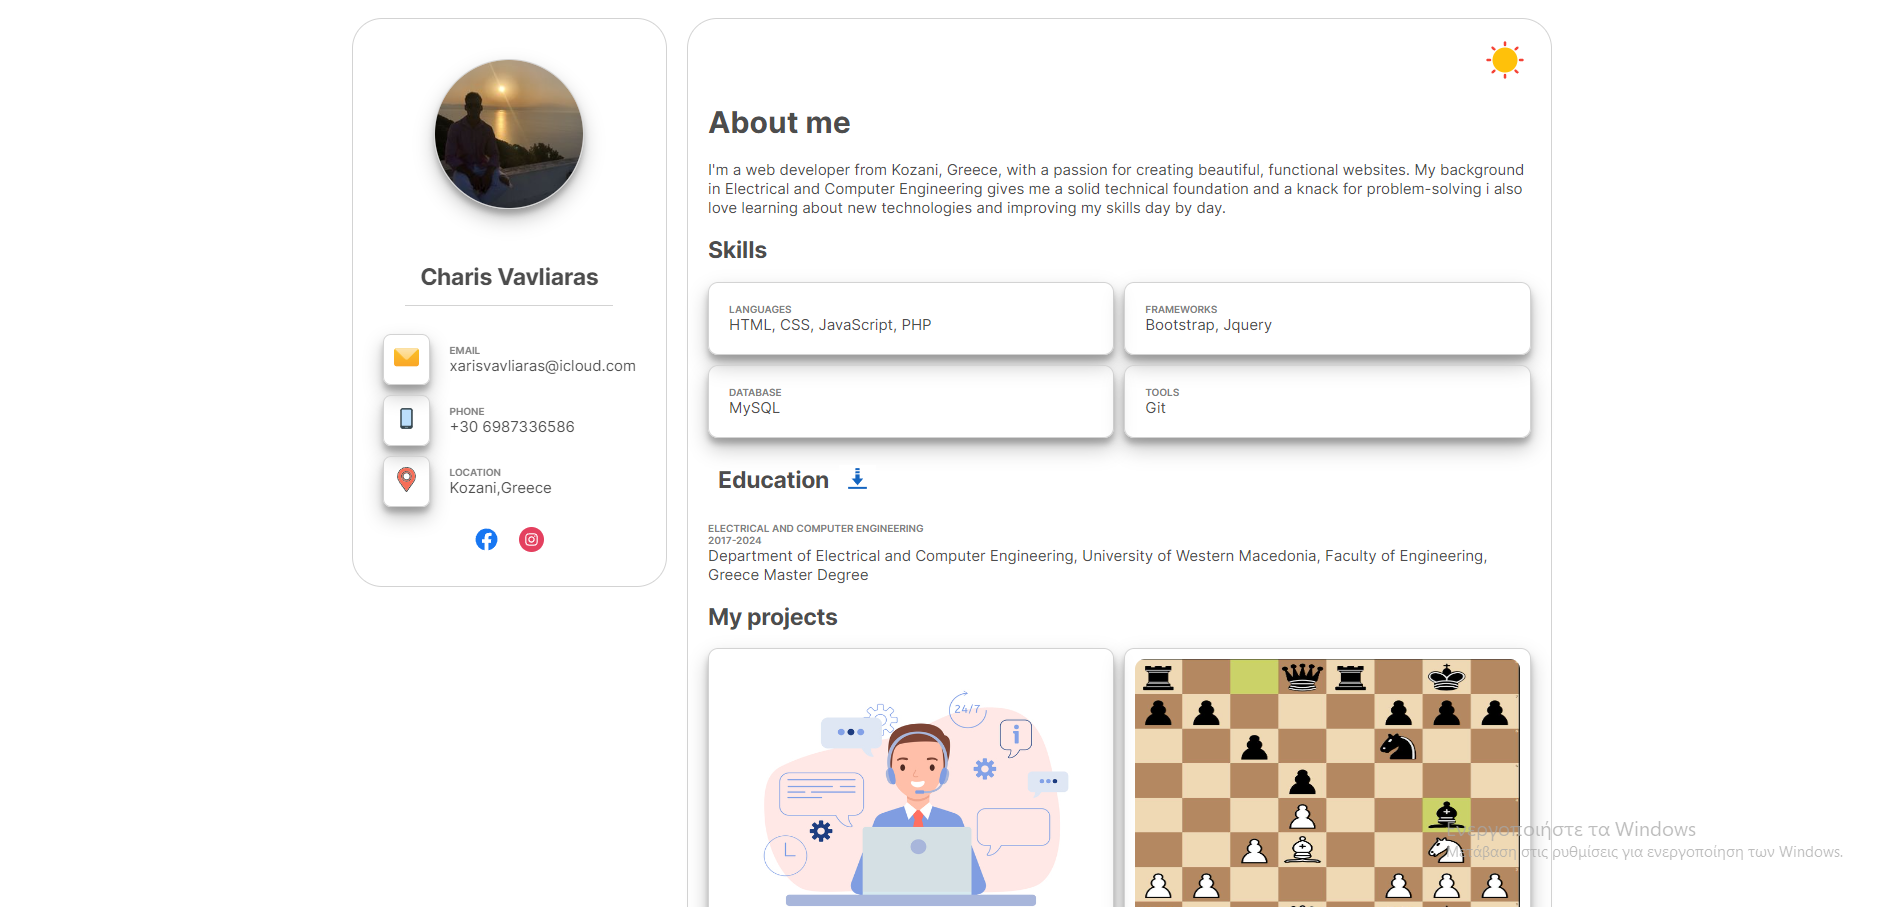 Charis Vavliaras
EMAIL
xarisvavliaras@icloud.com
PHONE
+30 6987336586
LOCATION
Kozani,Greece
About me
I'm a web developer from Kozani, Greece, with a passion for creating beautiful, functional websites. My background
in Electrical and Computer Engineering gives me a solid technical foundation and a knack for problem-solving i also
love learning about new technologies and improving my skills day by day.
Skills
LANGUAGES
HTML, CSS, JavaScript, PHP
FRAMEWORKS
Bootstrap, Jquery
DATABASE
MySQL
TOOLS
Git
Education
ELECTRICAL AND COMPUTER ENGINEERING
2017-2024
Department of Electrical and Computer Engineering, University of Western Macedonia, Faculty of Engineering,
Greece Master Degree
My projects
24/7
i
Ενεργοποιήστε τα Windows
Μετάβαση στις ρυθμίσεις για ενεργοποίηση των Windows.